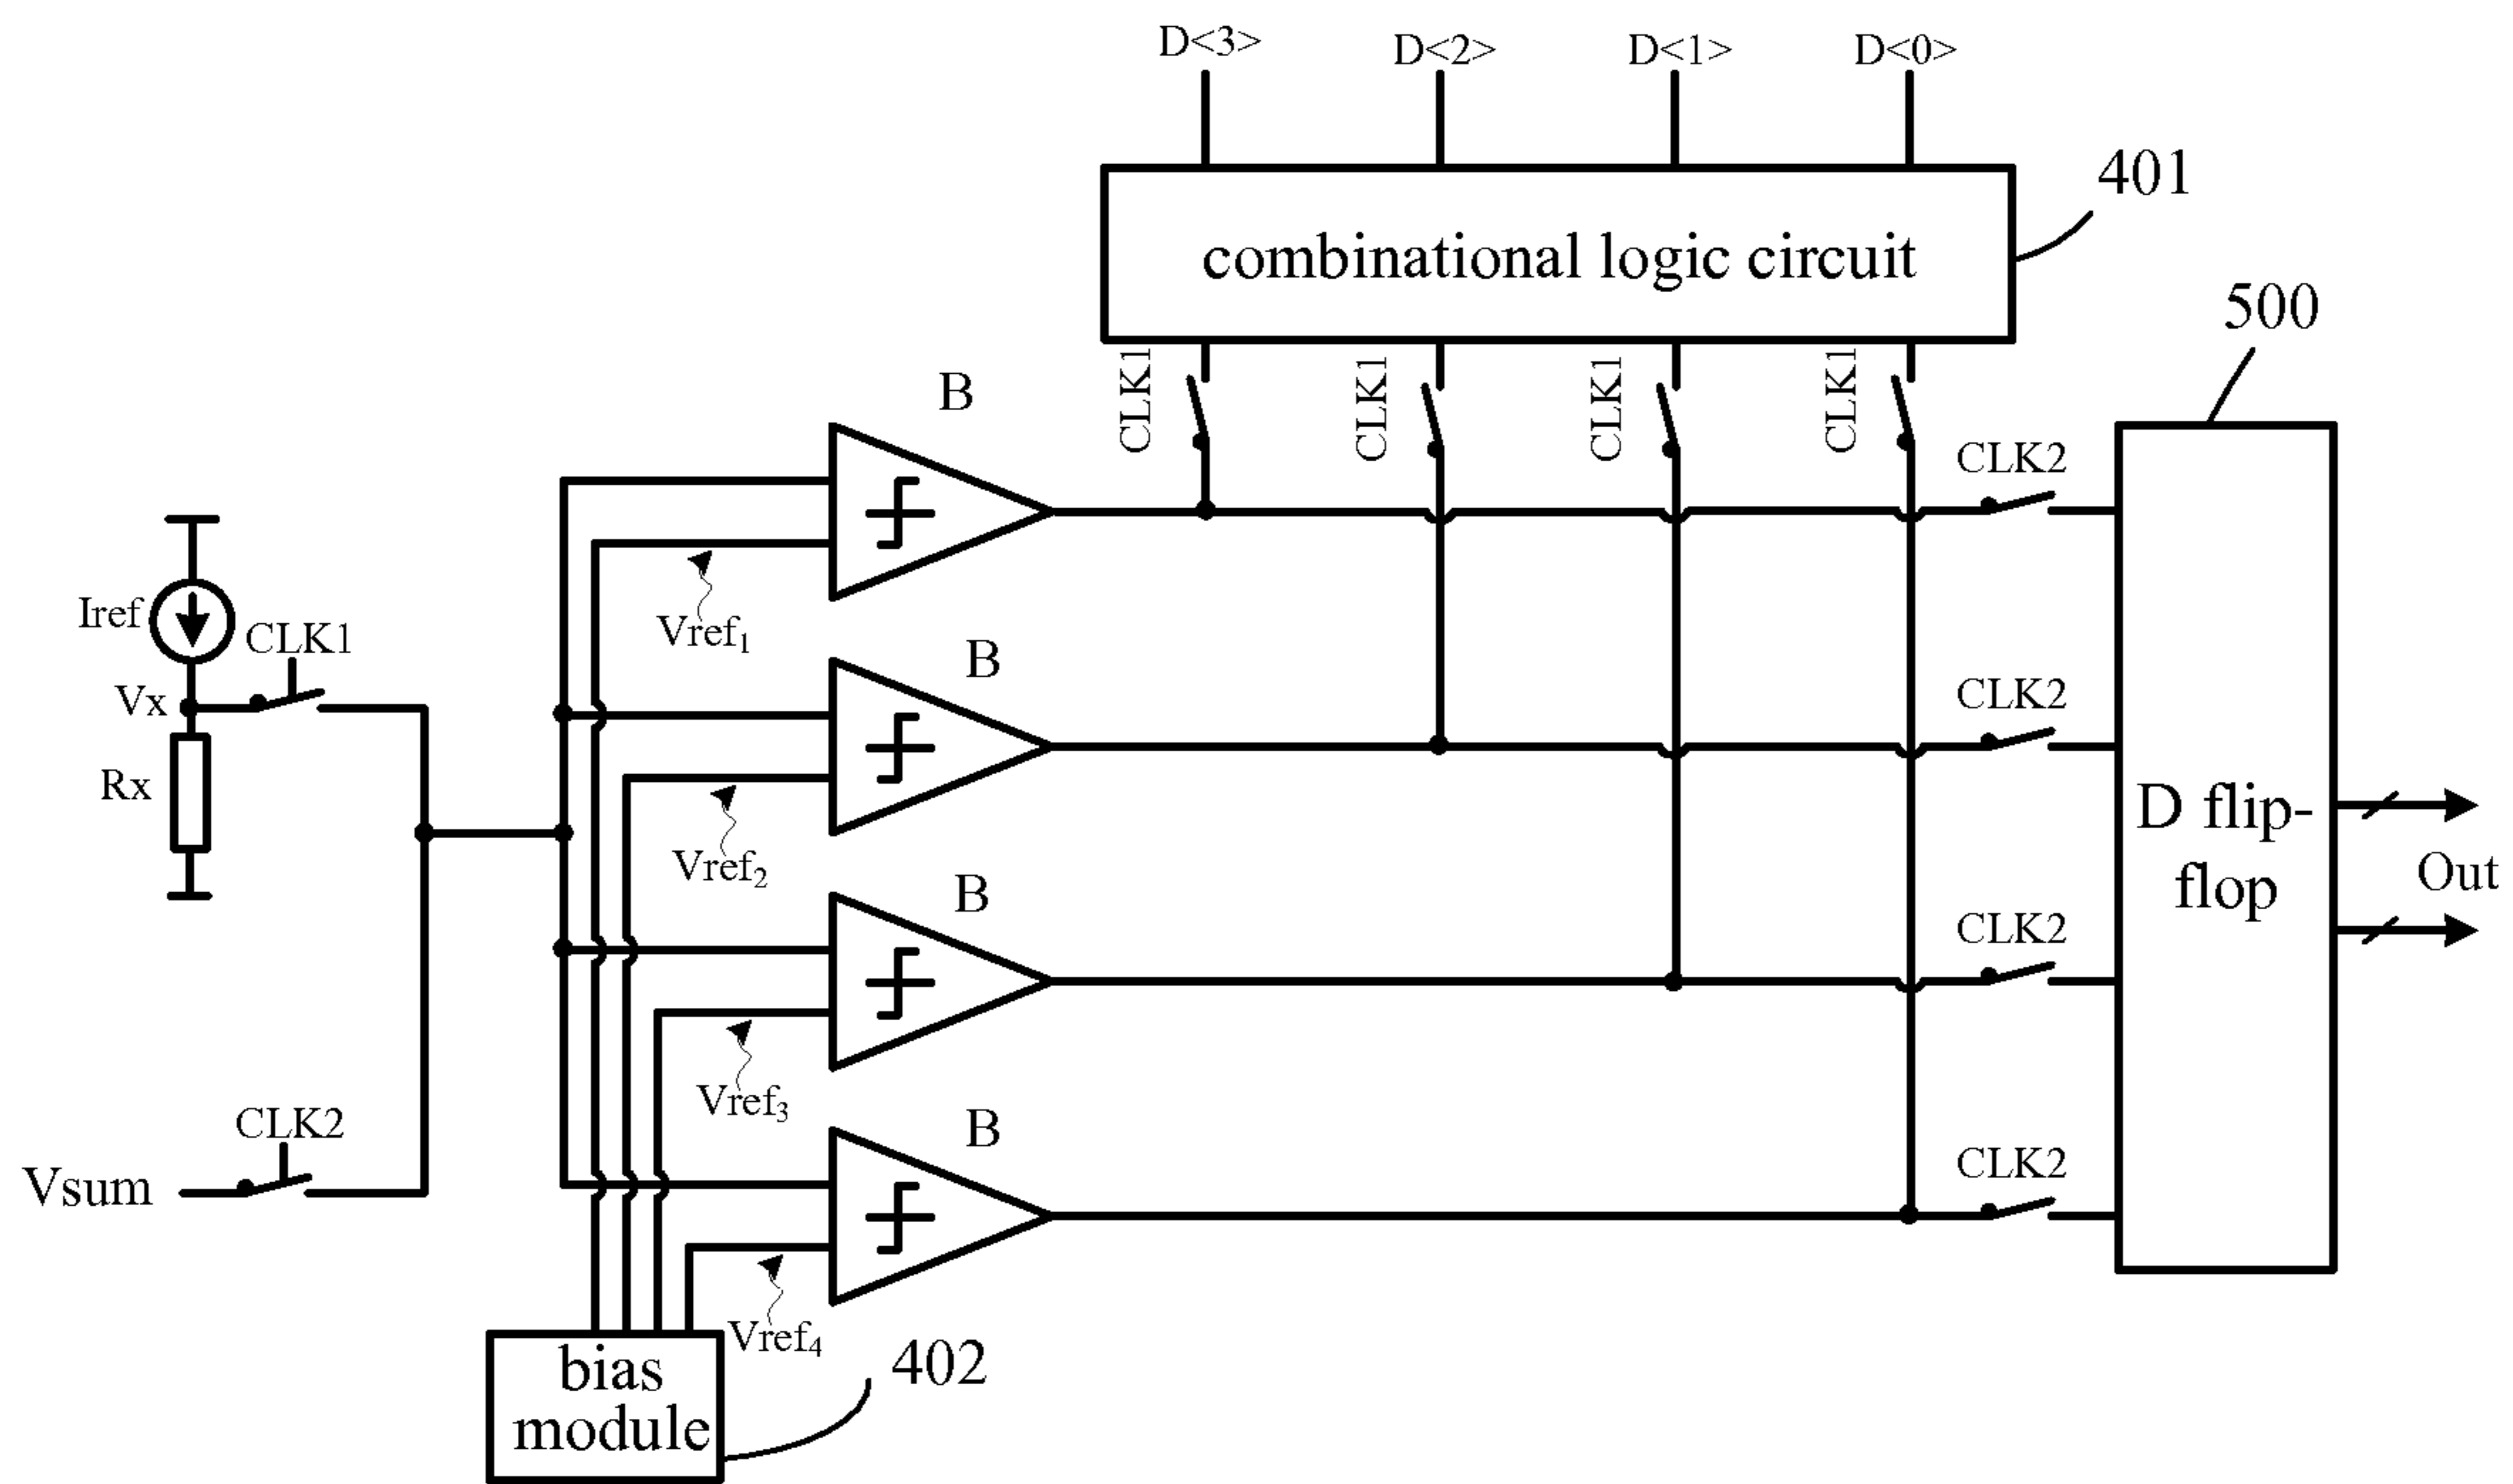 D<3>
D<2>
D<1>
D<0>
401
combinational logic circuit
500
CLK1
CLK1
CLK1
CLK1
B
CLK2
Iref
CLK1
Vref1
B
Vx
CLK2
Rx
D flip-
flop
Vref2
Out
B
CLK2
Vref3
CLK2
B
CLK2
Vsum
Vref4
402
bias
module